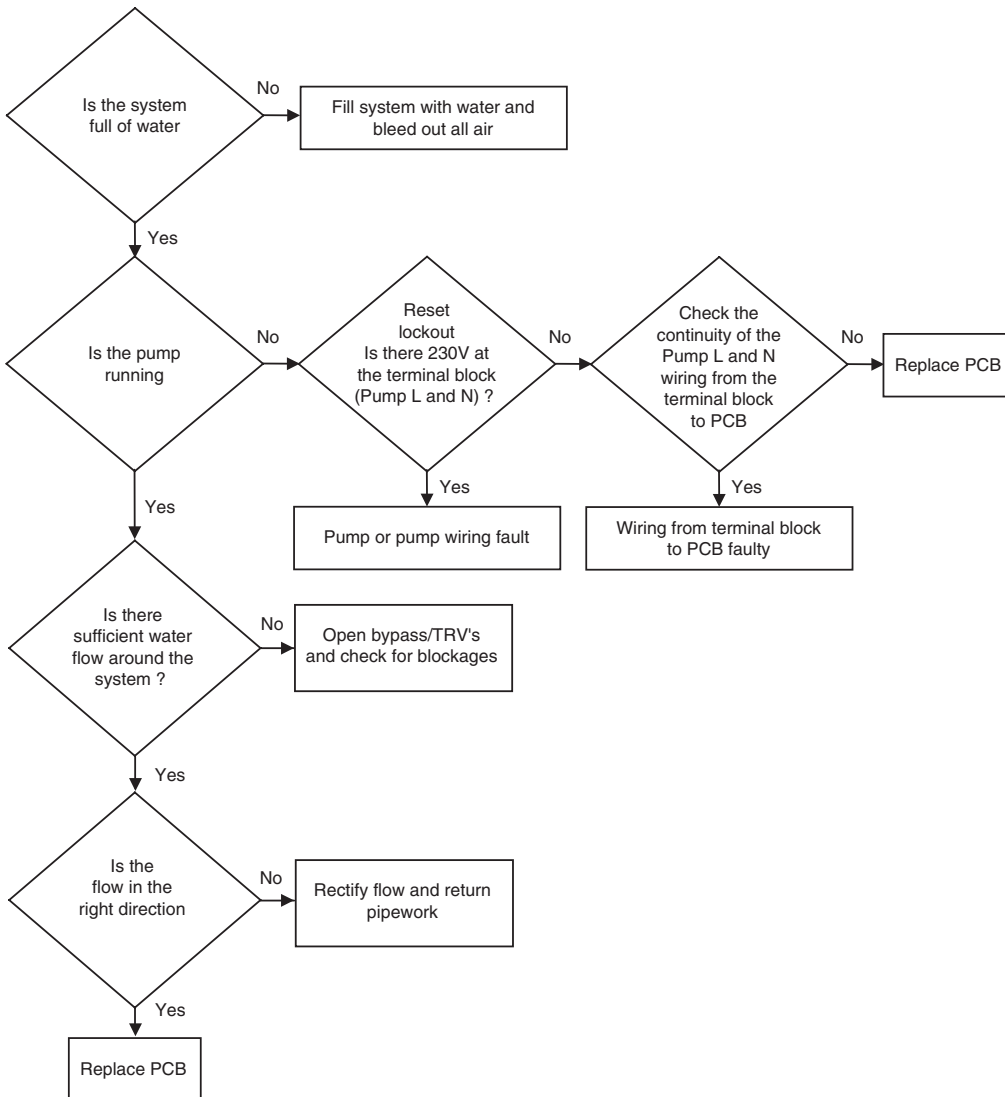 Is the system
full of water
No
Fill system with water and
bleed out all air
Yes
Is the pump
running
No
Reset
lockout
Is there 230V at
the terminal block
(Pump L and N) ?
No
Check the
continuity of the
Pump L and N
wiring from the
terminal block
to PCB
No
Replace PCB
Yes
Yes
Pump or pump wiring fault
Yes
Wiring from terminal block
to PCB faulty
Is there
sufficient water
flow around the
system ?
No
Open bypass/TRV's
and check for blockages
Yes
Is the
flow in the
right direction
No
Rectify flow and return
pipework
Yes
Replace PCB